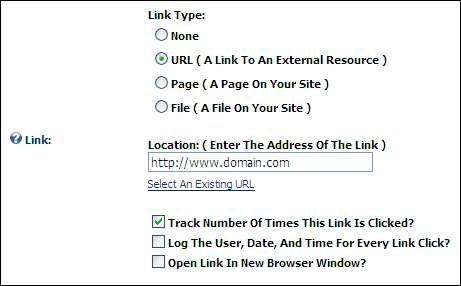 Link Type:
None
URL ( A Link To An External Resource )
Page ( A Page On Your Site )
File ( A File On Your Site )
Link:
Location: ( Enter The Address Of The Link )
http://www.domain.com
Select An Existing URL
Track Number Of Times This Link Is Clicked?
Log The User, Date, And Time For Every Link Click?
Open Link In New Browser Window?